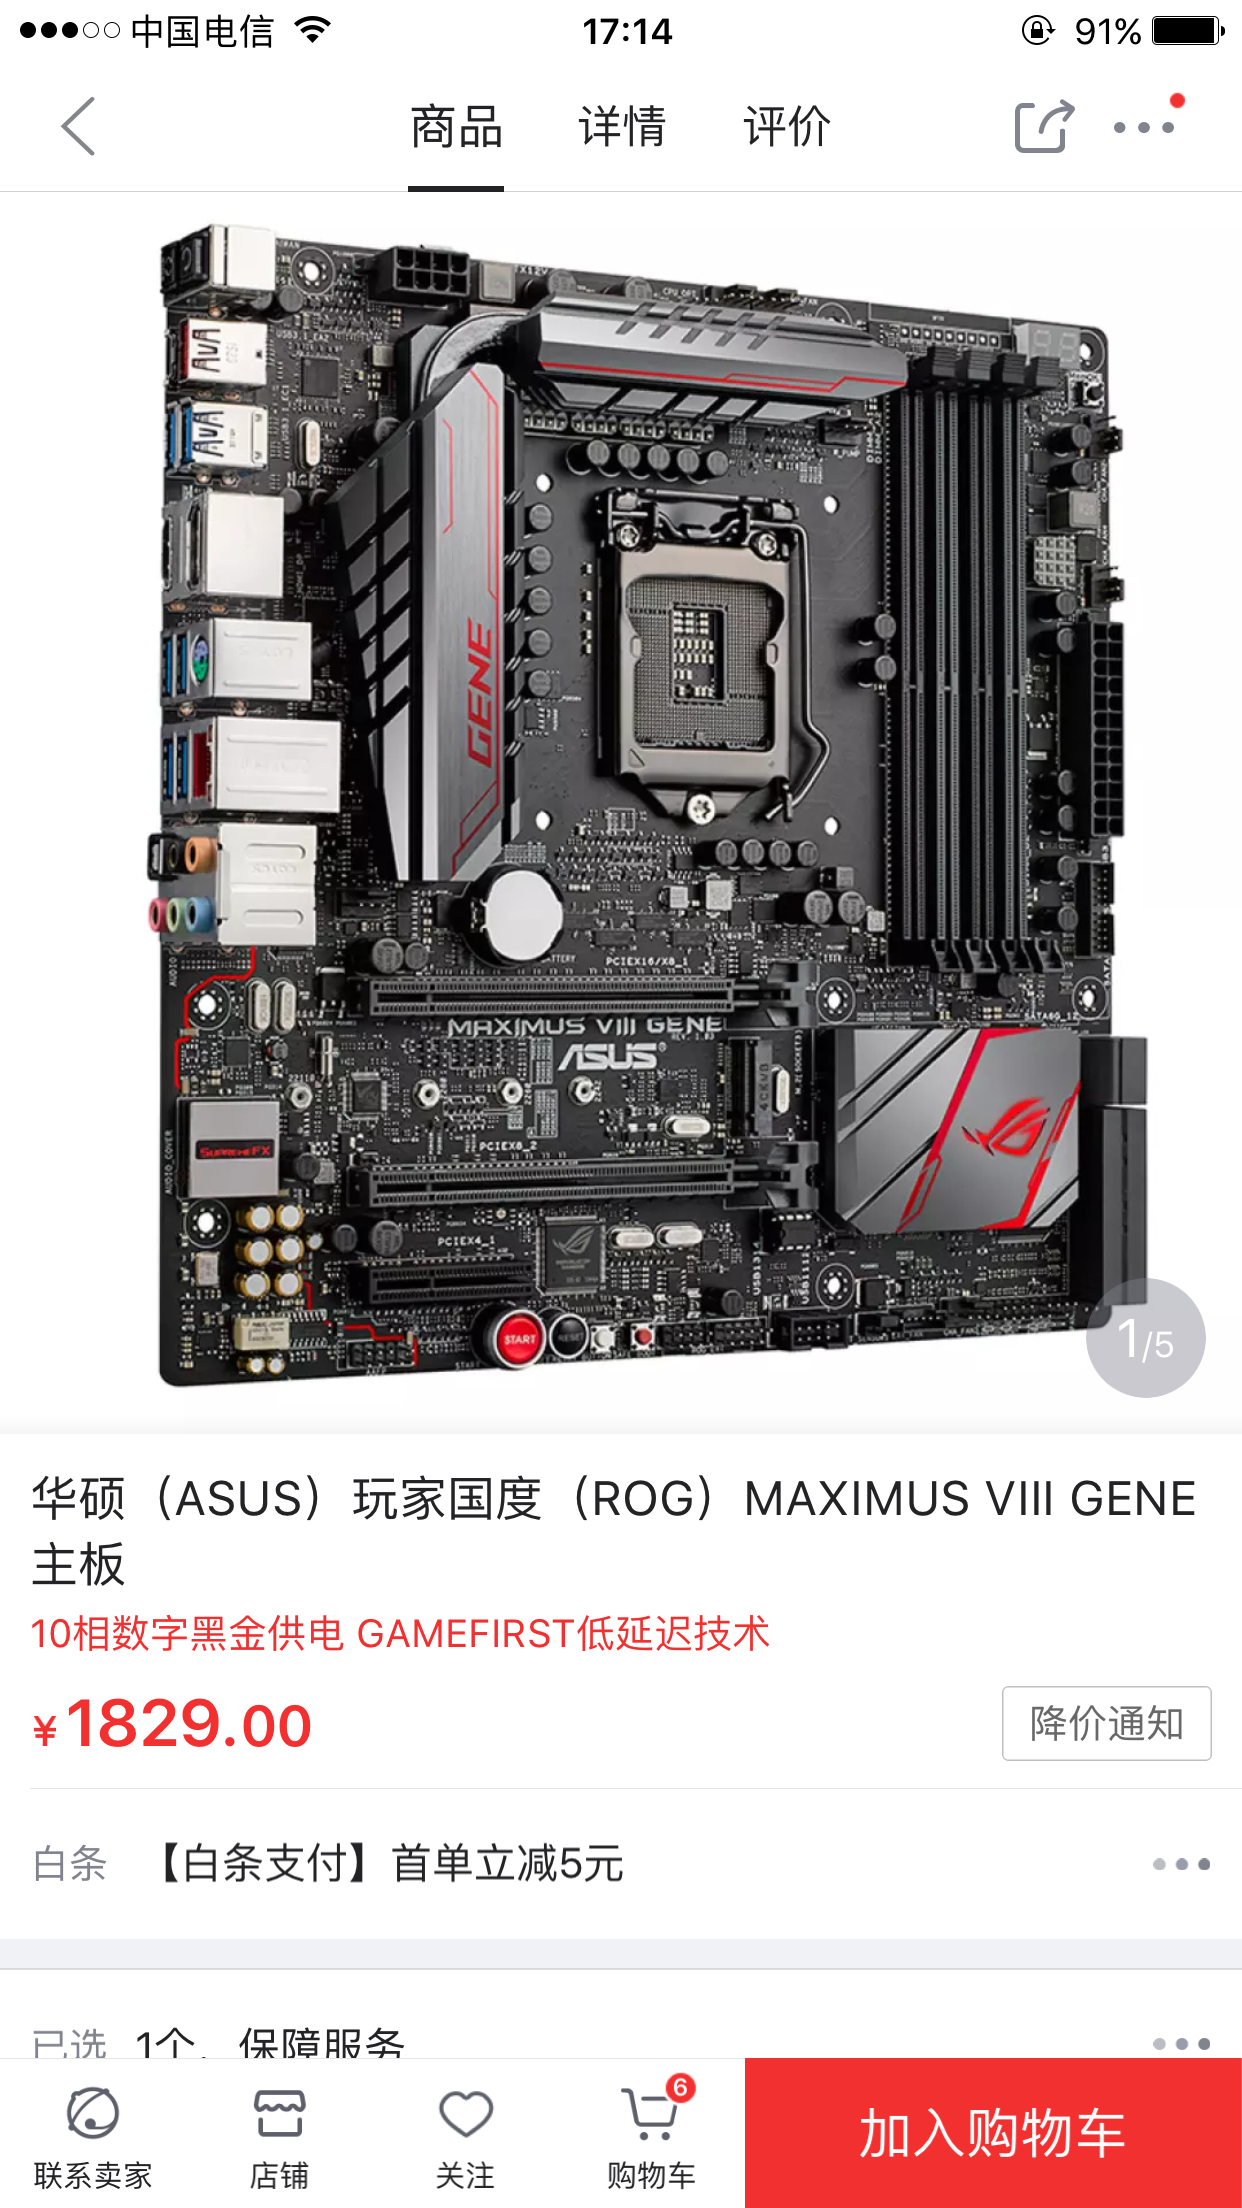 中国电信 17:14 91%
商品 详情 评价
GENE
PCIEX16/X8_1
MAXIMUS VIII GENE
ASUS
PCIEX8_2
SUPREMEFX
PCIEX4_1
START
RESET
1/5
华硕（ASUS）玩家国度（ROG）MAXIMUS VIII GENE
主板
10相数字黑金供电 GAMEFIRST低延迟技术
¥1829.00
降价通知
白条 【白条支付】首单立减5元
已选 1个，保障服务
6
联系卖家 店铺 关注 购物车 加入购物车